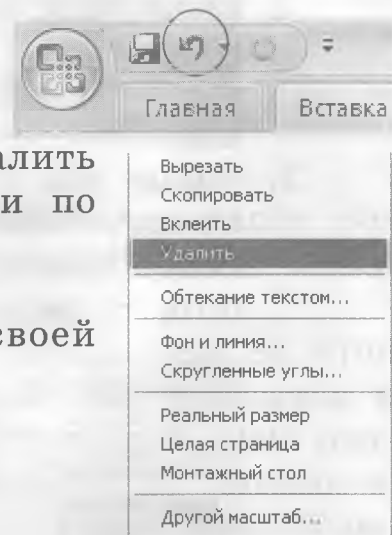 Главная Вставка
алить
и по
своей
Вырезать
Скопировать
Вклеить
Удалить
Обтекание текстом...
Фон и линия...
Скругленные углы...
Реальный размер
Целая страница
Монтажный стол
Другой масштаб...